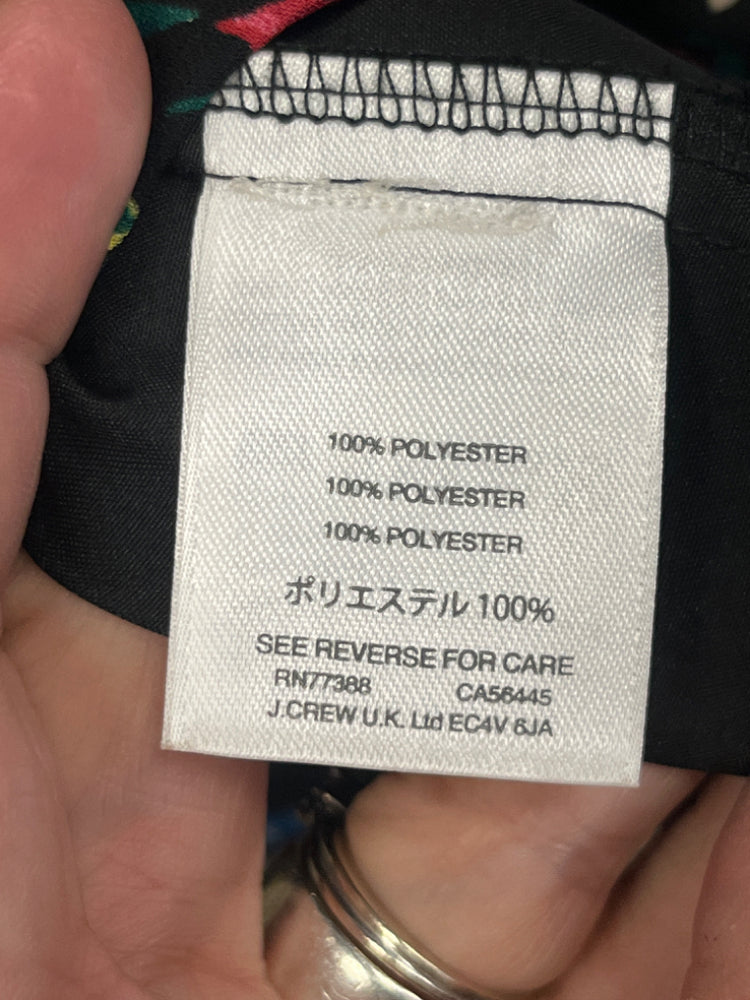 100% POLYESTER
100% POLYESTER
100% POLYESTER
ポリエステル 100%
SEE REVERSE FOR CARE
RN77388 CA56445
J.CREW U.K. Ltd EC4V 6JA